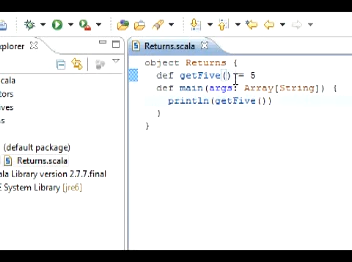 xplorer
Returns.scala
cala
tors
ves
s
(default package)
Returns.scala
ala Library version 2.7.7.final
E System Library [jre6]
object Returns {
def getFive() = 5
def main(args: Array[String]) {
println(getFive())
}
}